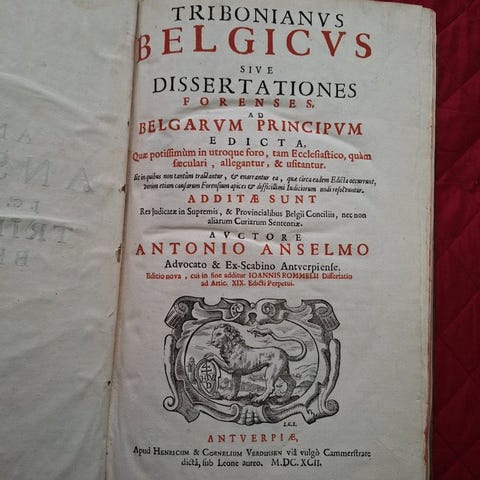 TRIBONIANVS
BELGICVS
SIVE
DISSERTATIONES
FORENSES,
AD
BELGARVM PRINCIPVM
EDICTA,
Quæ potissimùm in utroque foro, tam Ecclesiastico, quàm
sæculari, allegantur, & usitantur.
Sic in quibus non tantùm tractantur, & enarrantur ea, quæ circa eadem Edicta occurrunt,
verùm etiam causarum Forensium apices & difficillimi Iudiciorum nodi resolvuntur.
ADDITÆ SUNT
Res Judicatæ in Supremis, & Provincialibus Belgii Conciliis, nec non
aliarum Curiarum Sententiæ.
AVCTORE
ANTONIO ANSELMO
Advocato & Ex-Scabino Antverpiense.
Editio nova, cui in fine additur IOANNIS ROMMELII Dissertatio
ad Artic. XIX. Edicti Perpetui.
I.C.I.
ANTVERPIÆ,
Apud HENRICUM & CORNELIUM VERDUSSEN viâ vulgò Cammerstrate
dictâ, sub Leone aureo. M.DC.XCII.